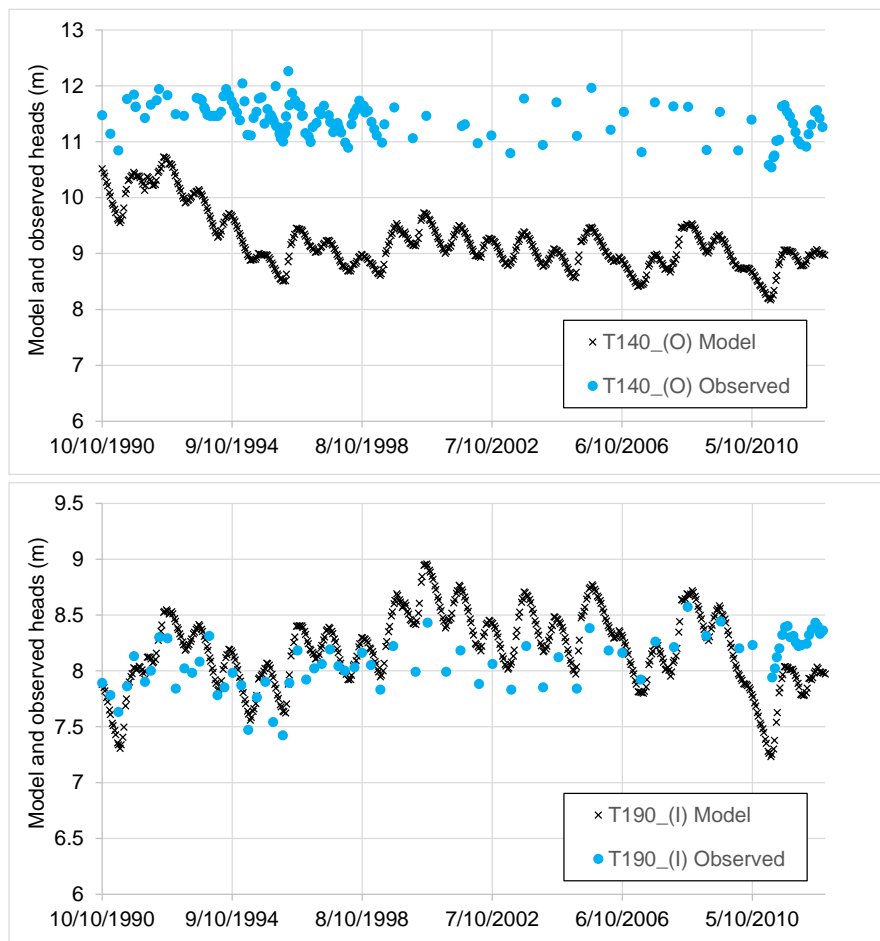 Model and observed heads (m)
13
12
11
10
9
8
7
6
T140_(O) Model
T140_(O) Observed
10/10/1990 9/10/1994 8/10/1998 7/10/2002 6/10/2006 5/10/2010
Model and observed heads (m)
9.5
9
8.5
8
7.5
7
6.5
6
T190_(I) Model
T190_(I) Observed
10/10/1990 9/10/1994 8/10/1998 7/10/2002 6/10/2006 5/10/2010